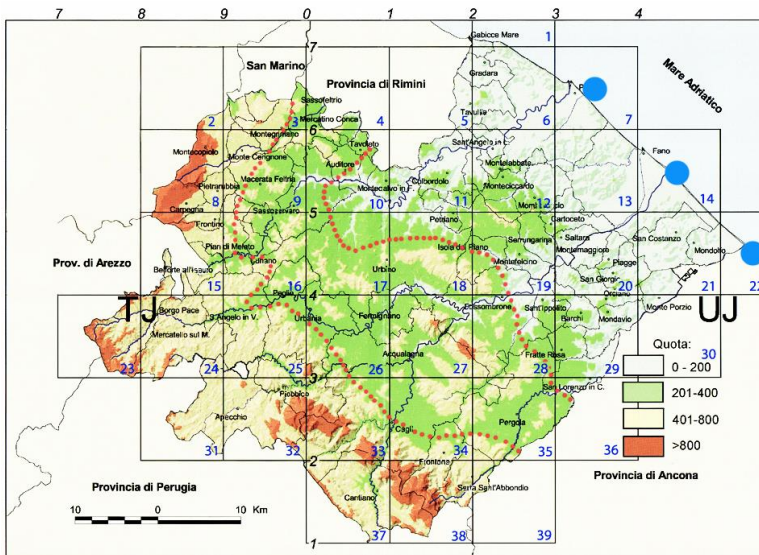 7 8 9 0 1 2 3 4
Gabicce Mare 1
7
San Marino
Gradara
Mare Adriatico
Provincia di Rimini
Sassofeltrio
P
Tavullia
2 3 4 5 6 7
Mercatino Conca
Montegrimano
6
Sant'Angelo in L.
Fano
Montecopiolo
Tavoleto
Monte Cerignone
Auditore
Montelabbate
Pietrarubbia
Macerata Feltria
Colbordolo
Montecalvo in F.
Monteciccardo
8 9 10 11 12 13 14
Carpegna
Sassocorvaro
Petriano
Cartoceto
5
Frontino
Serrungarina
Saltara
San Costanzo
Pian di Meleto
Isola del Piano
Montemaggiore
Mondolfo
Prov. di Arezzo
Lunano
Montefelcino
Piagge
Belforte all'Isauro
Urbino
San Giorgio
15 16 17 18 19 20 21 22
Peglia
Orciano
4
TJ
UJ
Borgo Pace
S.Angelo in V.
Urbania
Fermignano
Fossombrone
Sant'Ippolito
Monte Porzio
Mercatello sul M.
Barchi
Mondavio
Acqualagna
Fratte Rosa
Quota:
30
0 - 200
23 24 25 26 27 28 29
3
San Lorenzo in C.
201-400
Piobbico
Apecchio
401-800
Cagli
Pergola
>800
31 32 33 34 35 36
Frontone
2
Provincia di Ancona
Provincia di Perugia
Serra Sant'Abbondio
Cantiano
10 0 10 Km
37 38 39
1